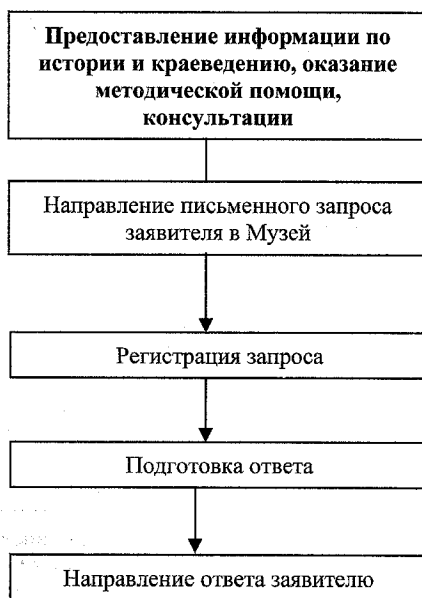 Предоставление информации по
истории и краеведению, оказание
методической помощи,
консультации
Направление письменного запроса
заявителя в Музей
Регистрация запроса
Подготовка ответа
Направление ответа заявителю